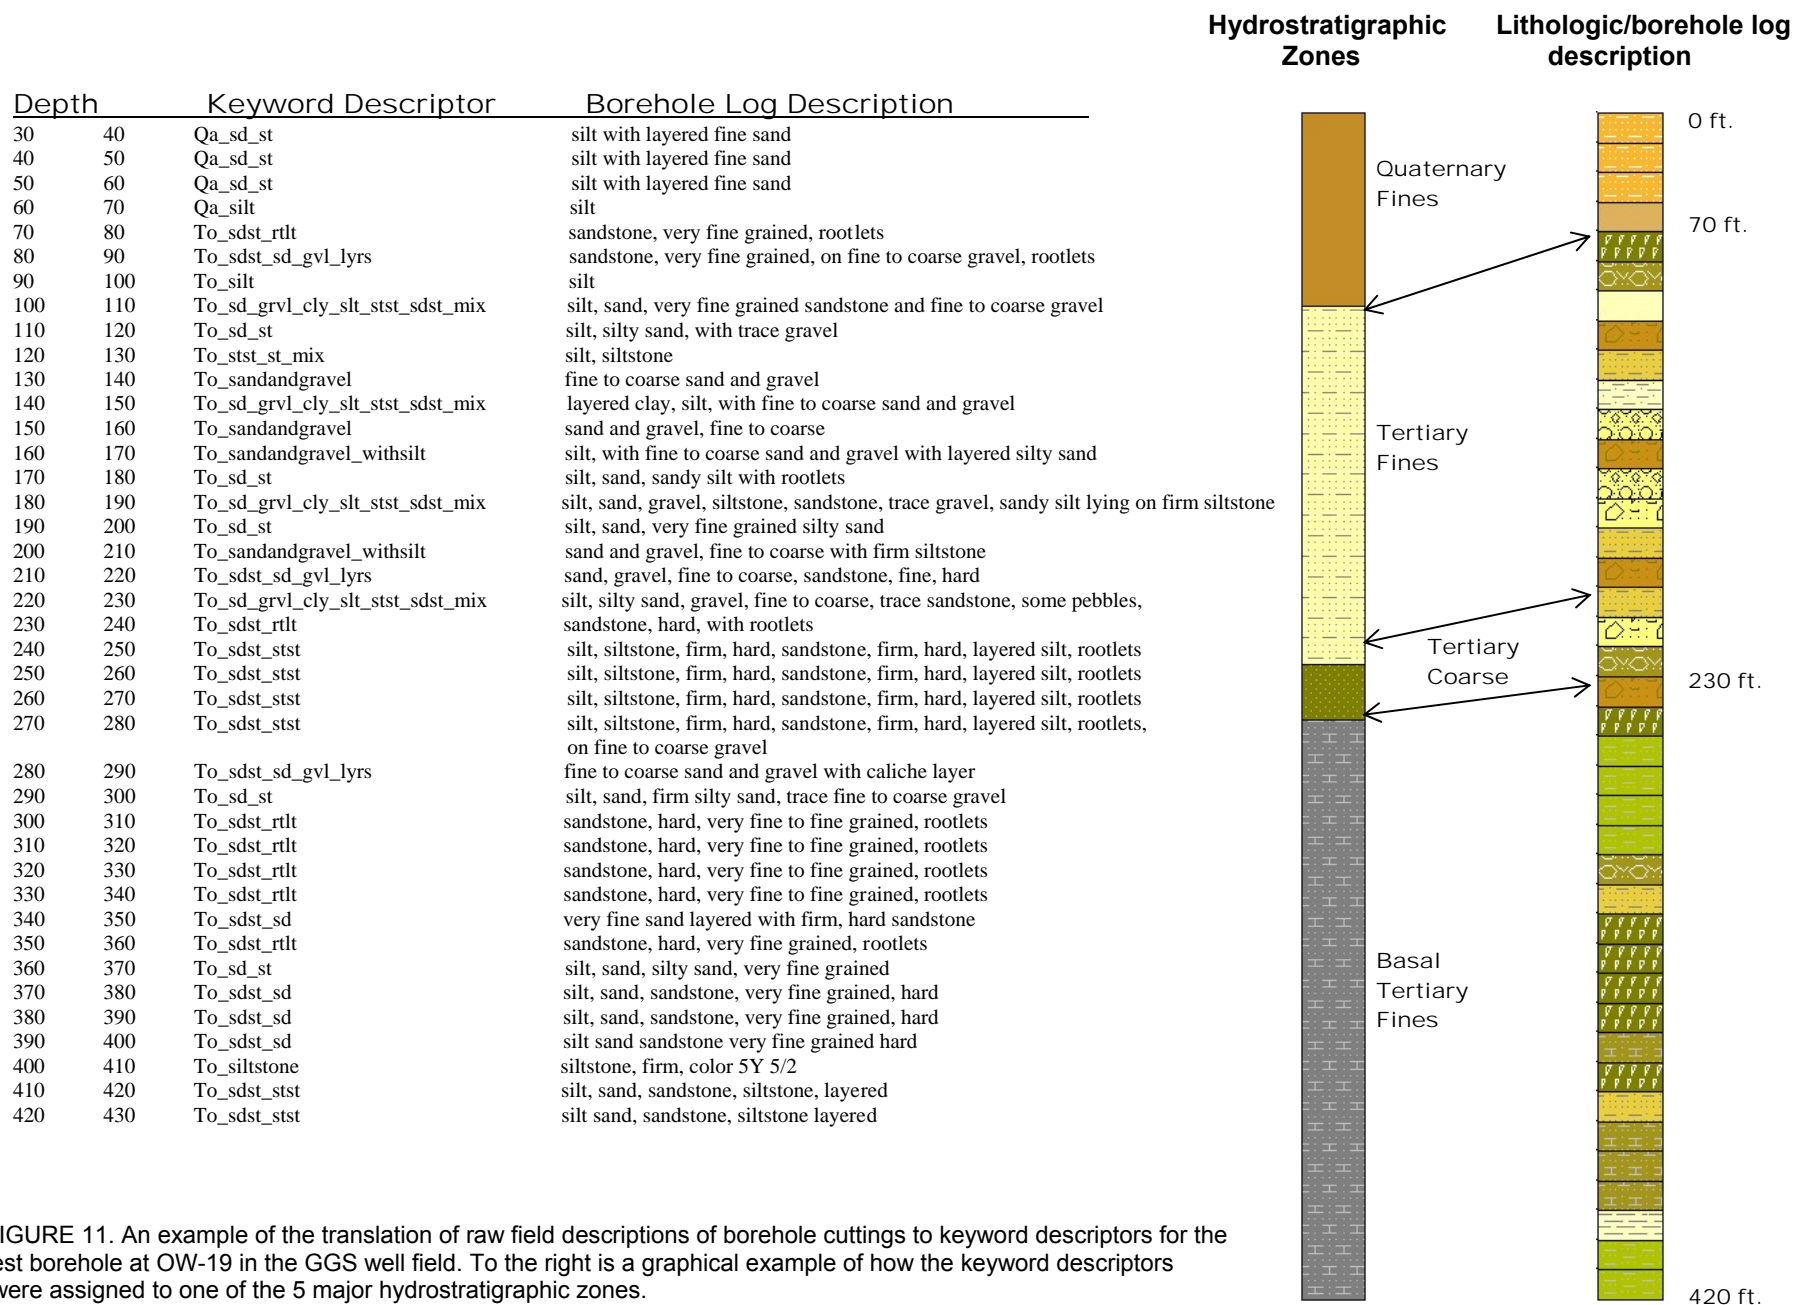 Hydrostratigraphic Zones
Lithologic/borehole log description
Depth Keyword Descriptor Borehole Log Description
30 40 Qa_sd_st silt with layered fine sand
40 50 Qa_sd_st silt with layered fine sand
50 60 Qa_sd_st silt with layered fine sand
60 70 Qa_silt silt
70 80 To_sdst_rtlt sandstone, very fine grained, rootlets
80 90 To_sdst_sd_gvl_lyrs sandstone, very fine grained, on fine to coarse gravel, rootlets
90 100 To_silt silt
100 110 To_sd_grvl_cly_slt_stst_sdst_mix silt, sand, very fine grained sandstone and fine to coarse gravel
110 120 To_sd_st silt, silty sand, with trace gravel
120 130 To_stst_st_mix silt, siltstone
130 140 To_sandandgravel fine to coarse sand and gravel
140 150 To_sd_grvl_cly_slt_stst_sdst_mix layered clay, silt, with fine to coarse sand and gravel
150 160 To_sandandgravel sand and gravel, fine to coarse
160 170 To_sandandgravel_withsilt silt, with fine to coarse sand and gravel with layered silty sand
170 180 To_sd_st silt, sand, sandy silt with rootlets
180 190 To_sd_grvl_cly_slt_stst_sdst_mix silt, sand, gravel, siltstone, sandstone, trace gravel, sandy silt lying on firm siltstone
190 200 To_sd_st silt, sand, very fine grained silty sand
200 210 To_sandandgravel_withsilt sand and gravel, fine to coarse with firm siltstone
210 220 To_sdst_sd_gvl_lyrs sand, gravel, fine to coarse, sandstone, fine, hard
220 230 To_sd_grvl_cly_slt_stst_sdst_mix silt, silty sand, gravel, fine to coarse, trace sandstone, some pebbles,
230 240 To_sdst_rtlt sandstone, hard, with rootlets
240 250 To_sdst_stst silt, siltstone, firm, hard, sandstone, firm, hard, layered silt, rootlets
250 260 To_sdst_stst silt, siltstone, firm, hard, sandstone, firm, hard, layered silt, rootlets
260 270 To_sdst_stst silt, siltstone, firm, hard, sandstone, firm, hard, layered silt, rootlets
270 280 To_sdst_stst silt, siltstone, firm, hard, sandstone, firm, hard, layered silt, rootlets,
on fine to coarse gravel
280 290 To_sdst_sd_gvl_lyrs fine to coarse sand and gravel with caliche layer
290 300 To_sd_st silt, sand, firm silty sand, trace fine to coarse gravel
300 310 To_sdst_rtlt sandstone, hard, very fine to fine grained, rootlets
310 320 To_sdst_rtlt sandstone, hard, very fine to fine grained, rootlets
320 330 To_sdst_rtlt sandstone, hard, very fine to fine grained, rootlets
330 340 To_sdst_rtlt sandstone, hard, very fine to fine grained, rootlets
340 350 To_sdst_sd very fine sand layered with firm, hard sandstone
350 360 To_sdst_rtlt sandstone, hard, very fine grained, rootlets
360 370 To_sd_st silt, sand, silty sand, very fine grained
370 380 To_sdst_sd silt, sand, sandstone, very fine grained, hard
380 390 To_sdst_sd silt, sand, sandstone, very fine grained, hard
390 400 To_sdst_sd silt sand sandstone very fine grained hard
400 410 To_siltstone siltstone, firm, color 5Y 5/2
410 420 To_sdst_stst silt, sand, sandstone, siltstone, layered
420 430 To_sdst_stst silt sand, sandstone, siltstone layered
Quaternary
Fines
Tertiary
Fines
Tertiary
Coarse
Basal
Tertiary
Fines
0 ft.
70 ft.
230 ft.
420 ft.
IGURE 11. An example of the translation of raw field descriptions of borehole cuttings to keyword descriptors for the
est borehole at OW-19 in the GGS well field. To the right is a graphical example of how the keyword descriptors
were assigned to one of the 5 major hydrostratigraphic zones.